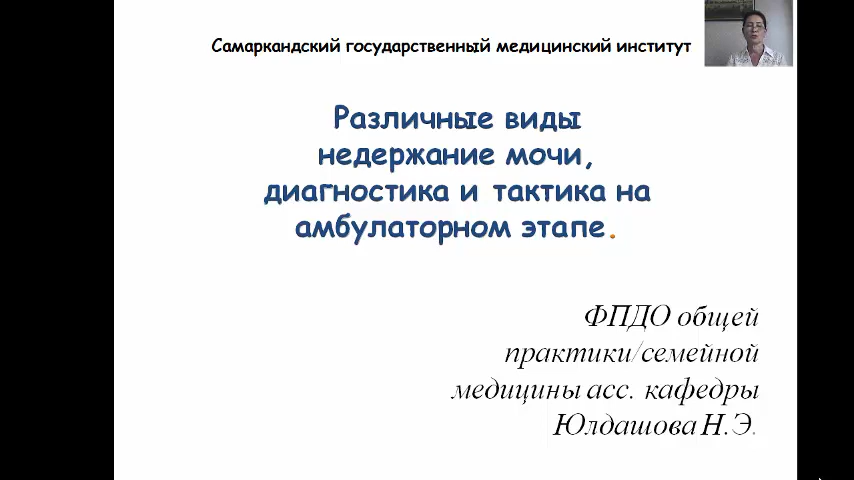 Самаркандский государственный медицинский институт
Различные виды
недержание мочи,
диагностика и тактика на
амбулаторном этапе.
ФПДО общей
практики/семейной
медицины асс. кафедры
Юлдашова Н.Э.